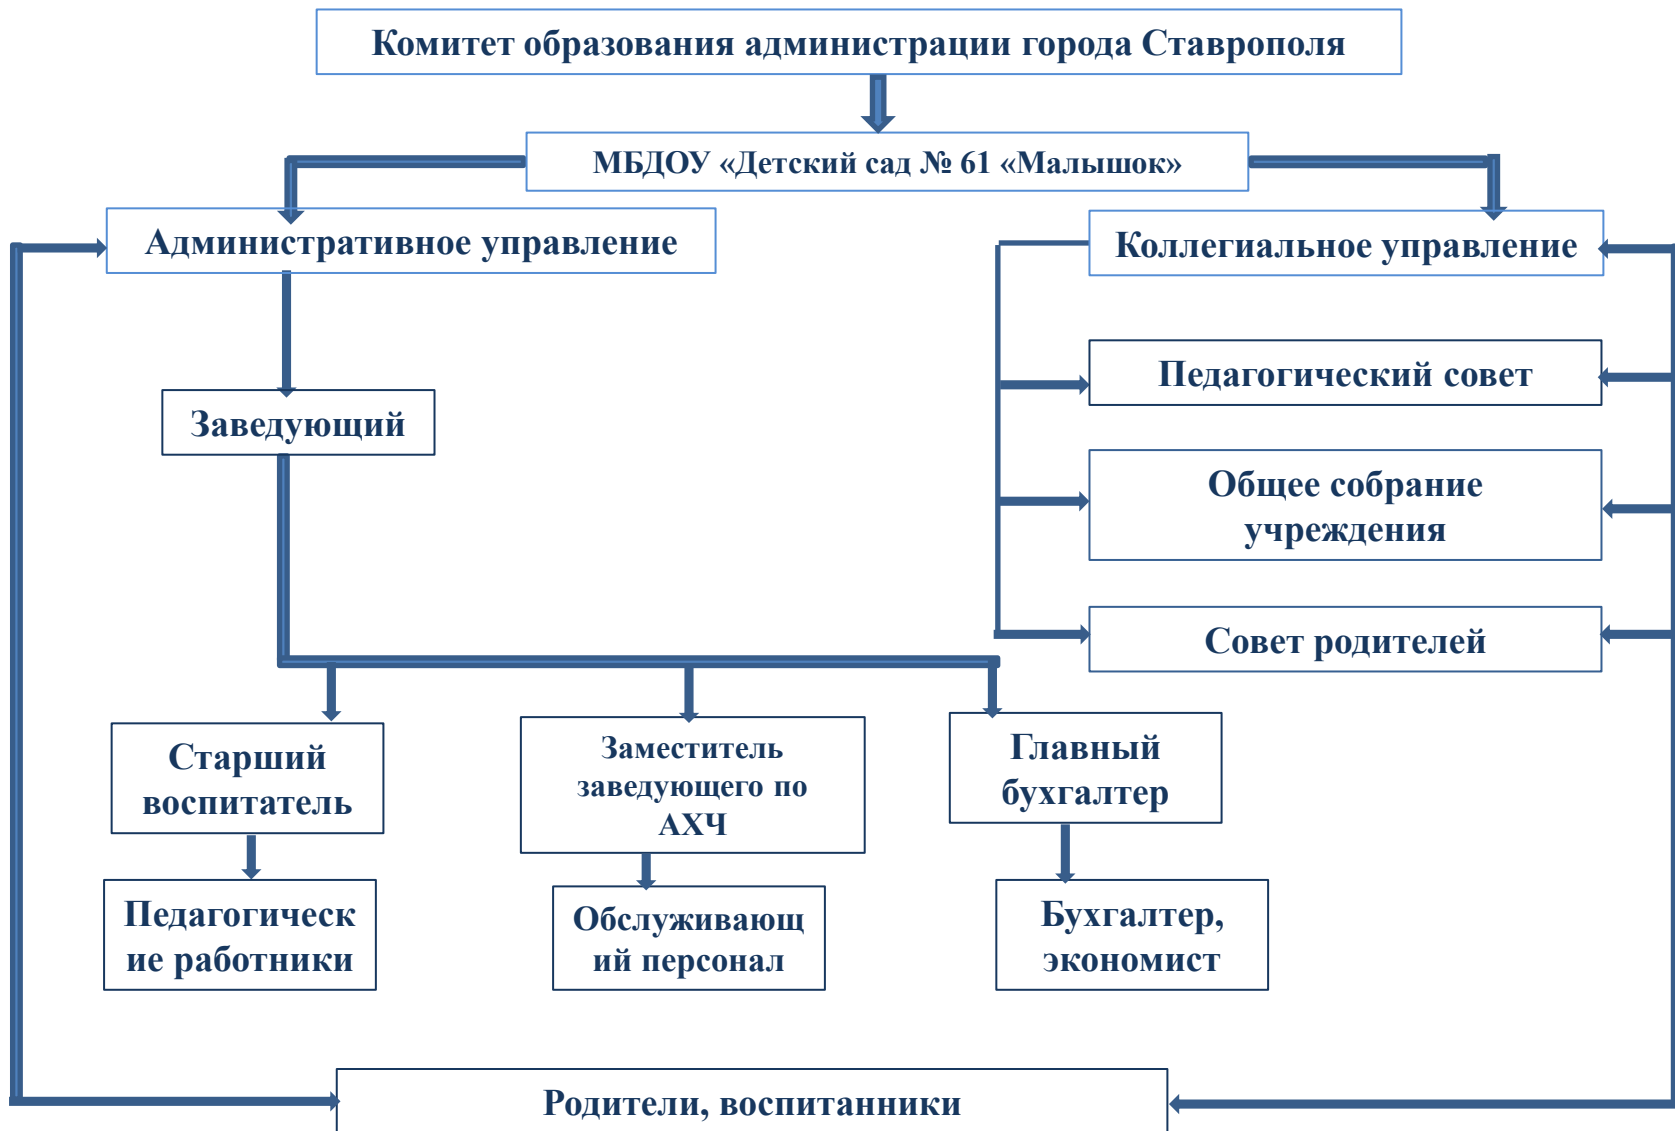 Комитет образования администрации города Ставрополя
МБДОУ «Детский сад № 61 «Малышок»
Административное управление
Коллегиальное управление
Педагогический совет
Заведующий
Общее собрание
учреждения
Совет родителей
Старший
воспитатель
Заместитель
заведующего по
АХЧ
Главный
бухгалтер
Педагогическ
ие работники
Обслуживающ
ий персонал
Бухгалтер,
экономист
Родители, воспитанники